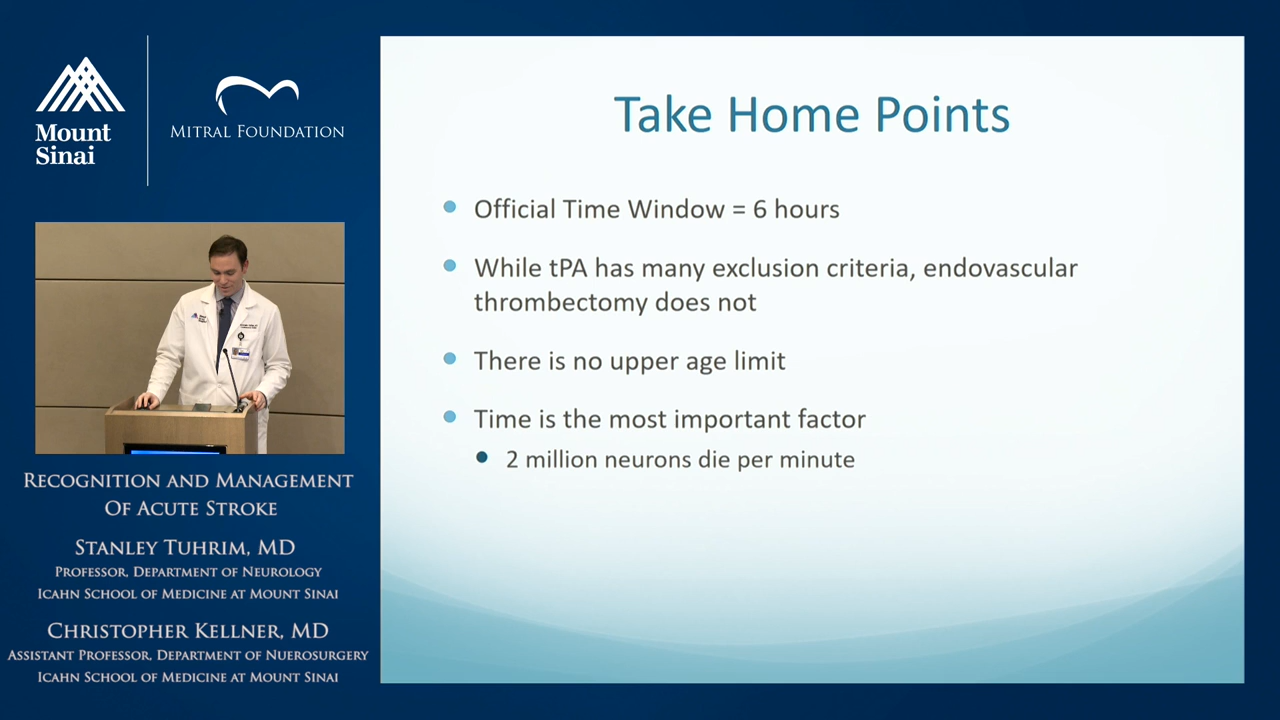 Mount
Sinai
MITRAL FOUNDATION
RECOGNITION AND MANAGEMENT
OF ACUTE STROKE
STANLEY TUHRIM, MD
PROFESSOR, DEPARTMENT OF NEUROLOGY
ICAHN SCHOOL OF MEDICINE AT MOUNT SINAI
CHRISTOPHER KELLNER, MD
ASSISTANT PROFESSOR, DEPARTMENT OF NUEROSURGERY
ICAHN SCHOOL OF MEDICINE AT MOUNT SINAI
Take Home Points
Official Time Window = 6 hours
While tPA has many exclusion criteria, endovascular
thrombectomy does not
There is no upper age limit
Time is the most important factor
2 million neurons die per minute